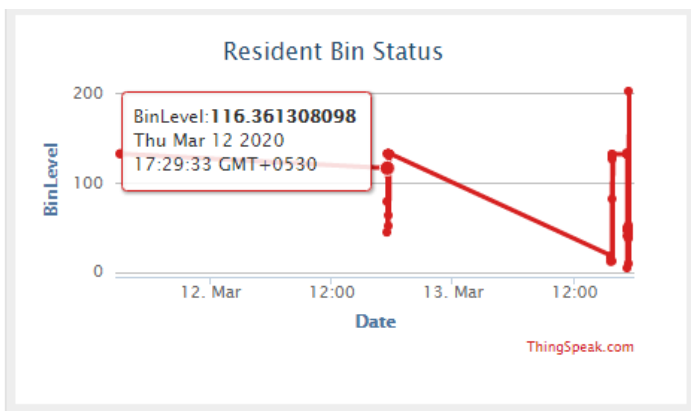 Resident Bin Status
200
BinLevel:116.361308098
Thu Mar 12 2020
17:29:33 GMT+0530
BinLevel
100
0
12. Mar
12:00
13. Mar
12:00
Date
ThingSpeak.com